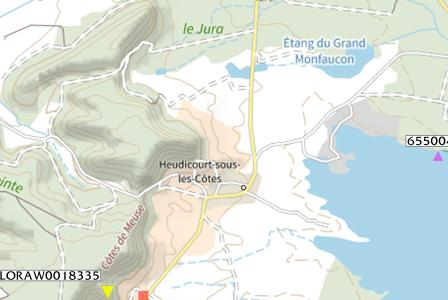 le Jura
Étang du Grand
Monfaucon
65500
Heudicourt-sous-
les-Côtes
Côtes de Meuse
LORAW0018335